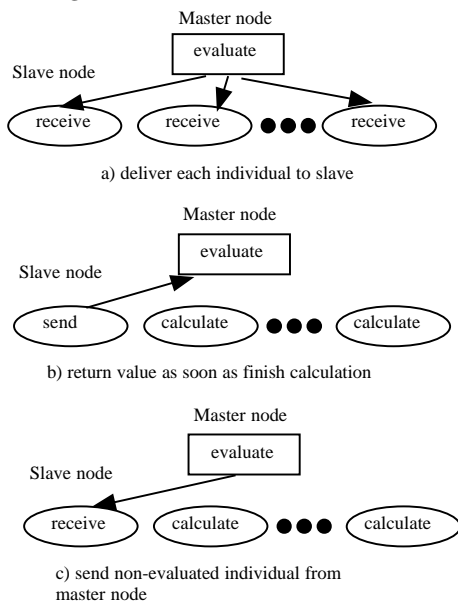 Master node
evaluate
Slave node
receive receive receive
a) deliver each individual to slave
Master node
evaluate
Slave node
send calculate calculate
b) return value as soon as finish calculation
Master node
evaluate
Slave node
receive calculate calculate
c) send non-evaluated individual from
master node